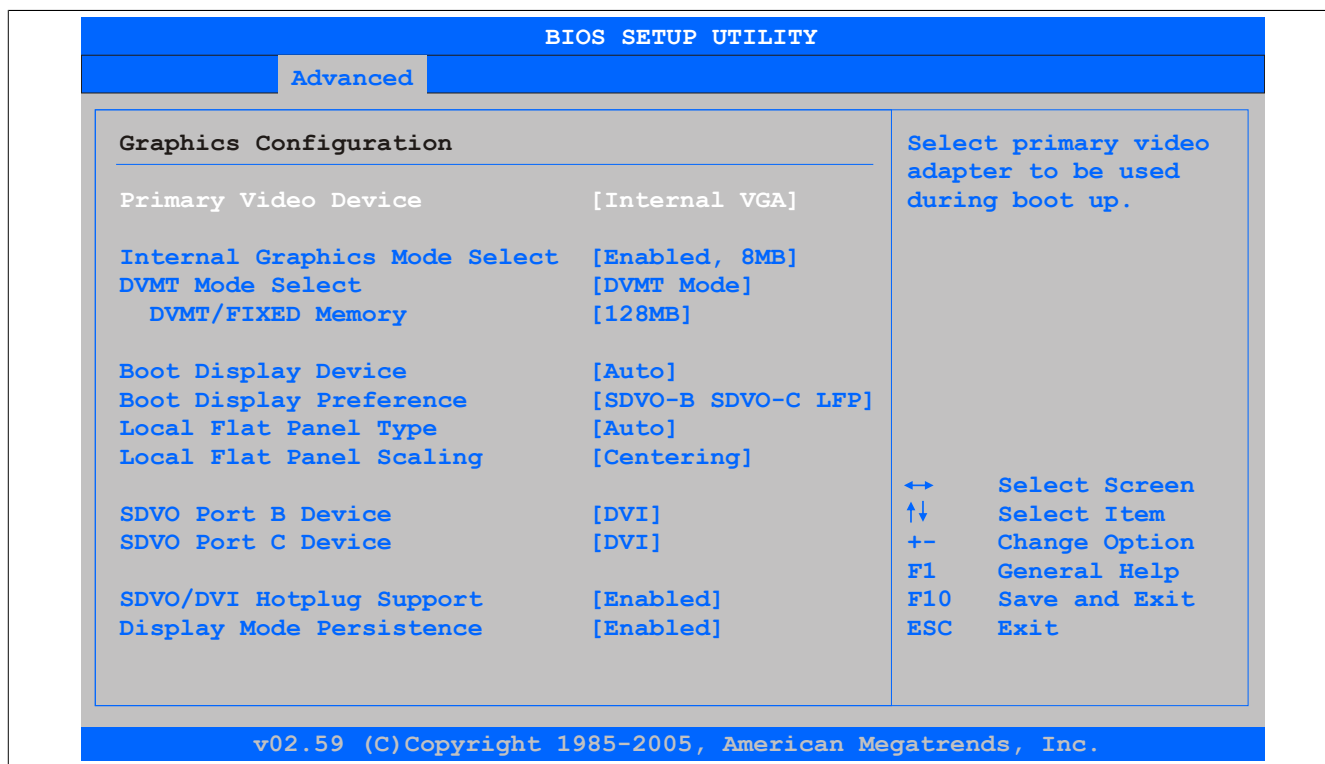 BIOS SETUP UTILITY
Advanced
Graphics Configuration
Primary Video Device [Internal VGA]
Internal Graphics Mode Select [Enabled, 8MB]
DVMT Mode Select [DVMT Mode]
DVMT/FIXED Memory [128MB]
Boot Display Device [Auto]
Boot Display Preference [SDVO-B SDVO-C LFP]
Local Flat Panel Type [Auto]
Local Flat Panel Scaling [Centering]
SDVO Port B Device [DVI]
SDVO Port C Device [DVI]
SDVO/DVI Hotplug Support [Enabled]
Display Mode Persistence [Enabled]
Select primary video
adapter to be used
during boot up.
↔ Select Screen
↑↓ Select Item
+- Change Option
F1 General Help
F10 Save and Exit
ESC Exit
v02.59 (C)Copyright 1985-2005, American Megatrends, Inc.